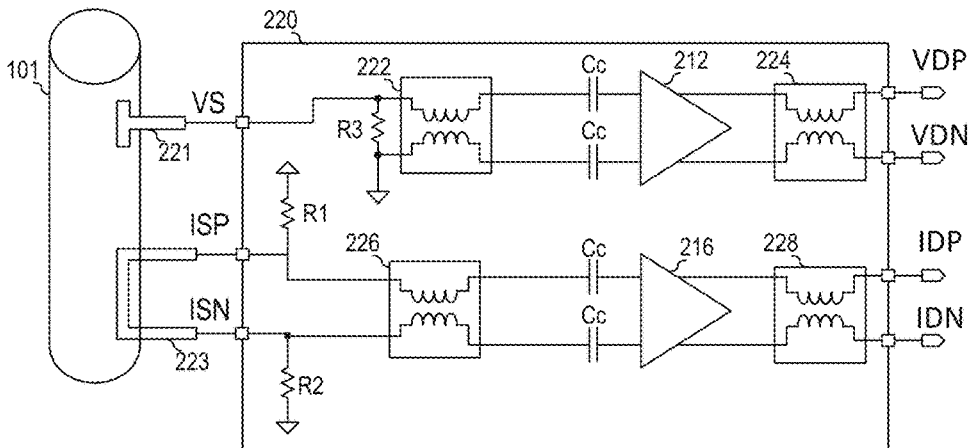 220
101
VS
221
222
R3
Cc
Cc
212
224
VDP
VDN
ISP
R1
226
ISN
223
R2
Cc
Cc
216
228
IDP
IDN